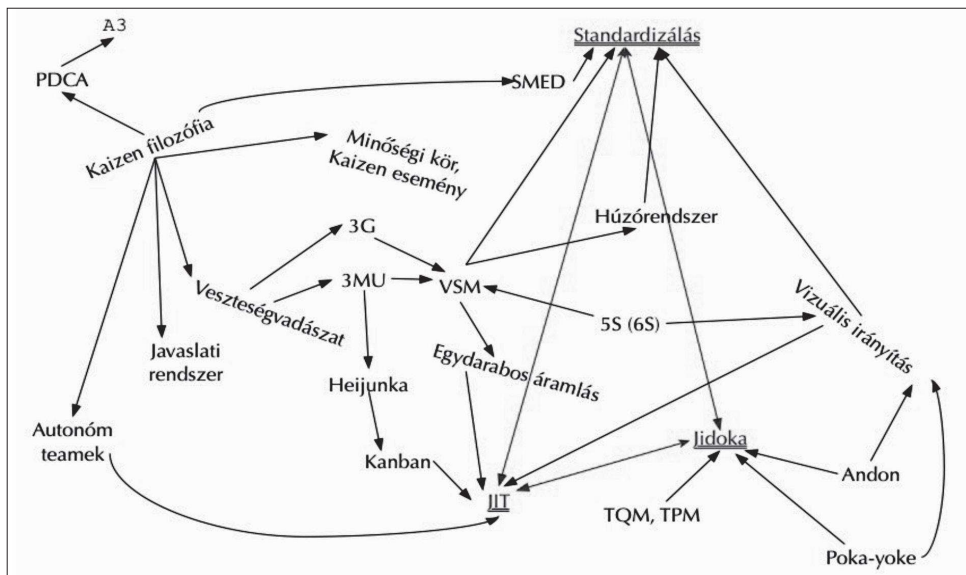 A3
Standardizálás
PDCA
SMED
Kaizen filozófia
Minőségi kör,
Kaizen esemény
Húzórendszer
3G
3MU
VSM
Veszteségvadászat
5S (6S)
Vizuális irányítás
Javaslati
rendszer
Heijunka
Egydarabos áramlás
Autonóm
teamek
Kanban
Jidoka
Andon
JIT
TQM, TPM
Poka-yoke